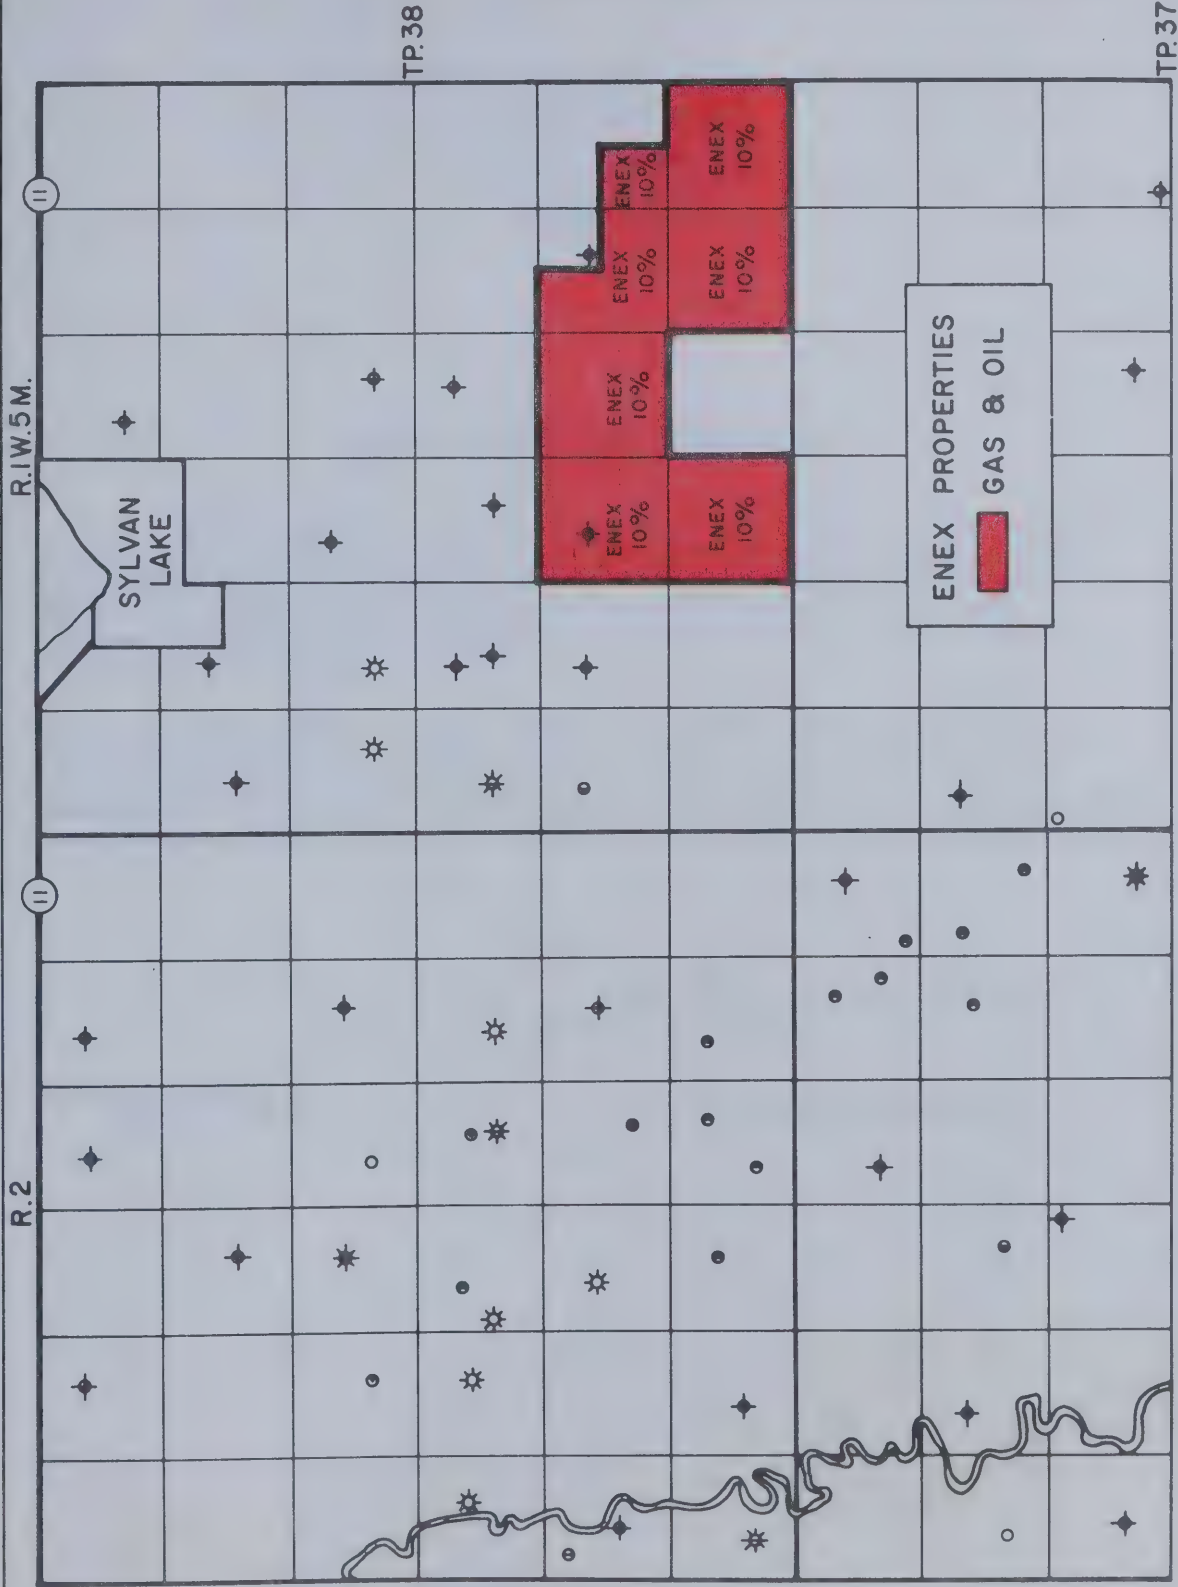 TP. 38
TP. 37
11
R. I W. 5 M.
SYLVAN
LAKE
ENEX
10%
ENEX
10%
ENEX
10%
ENEX
10%
ENEX
10%
ENEX
10%
ENEX
10%
ENEX PROPERTIES
GAS & OIL
11
R. 2